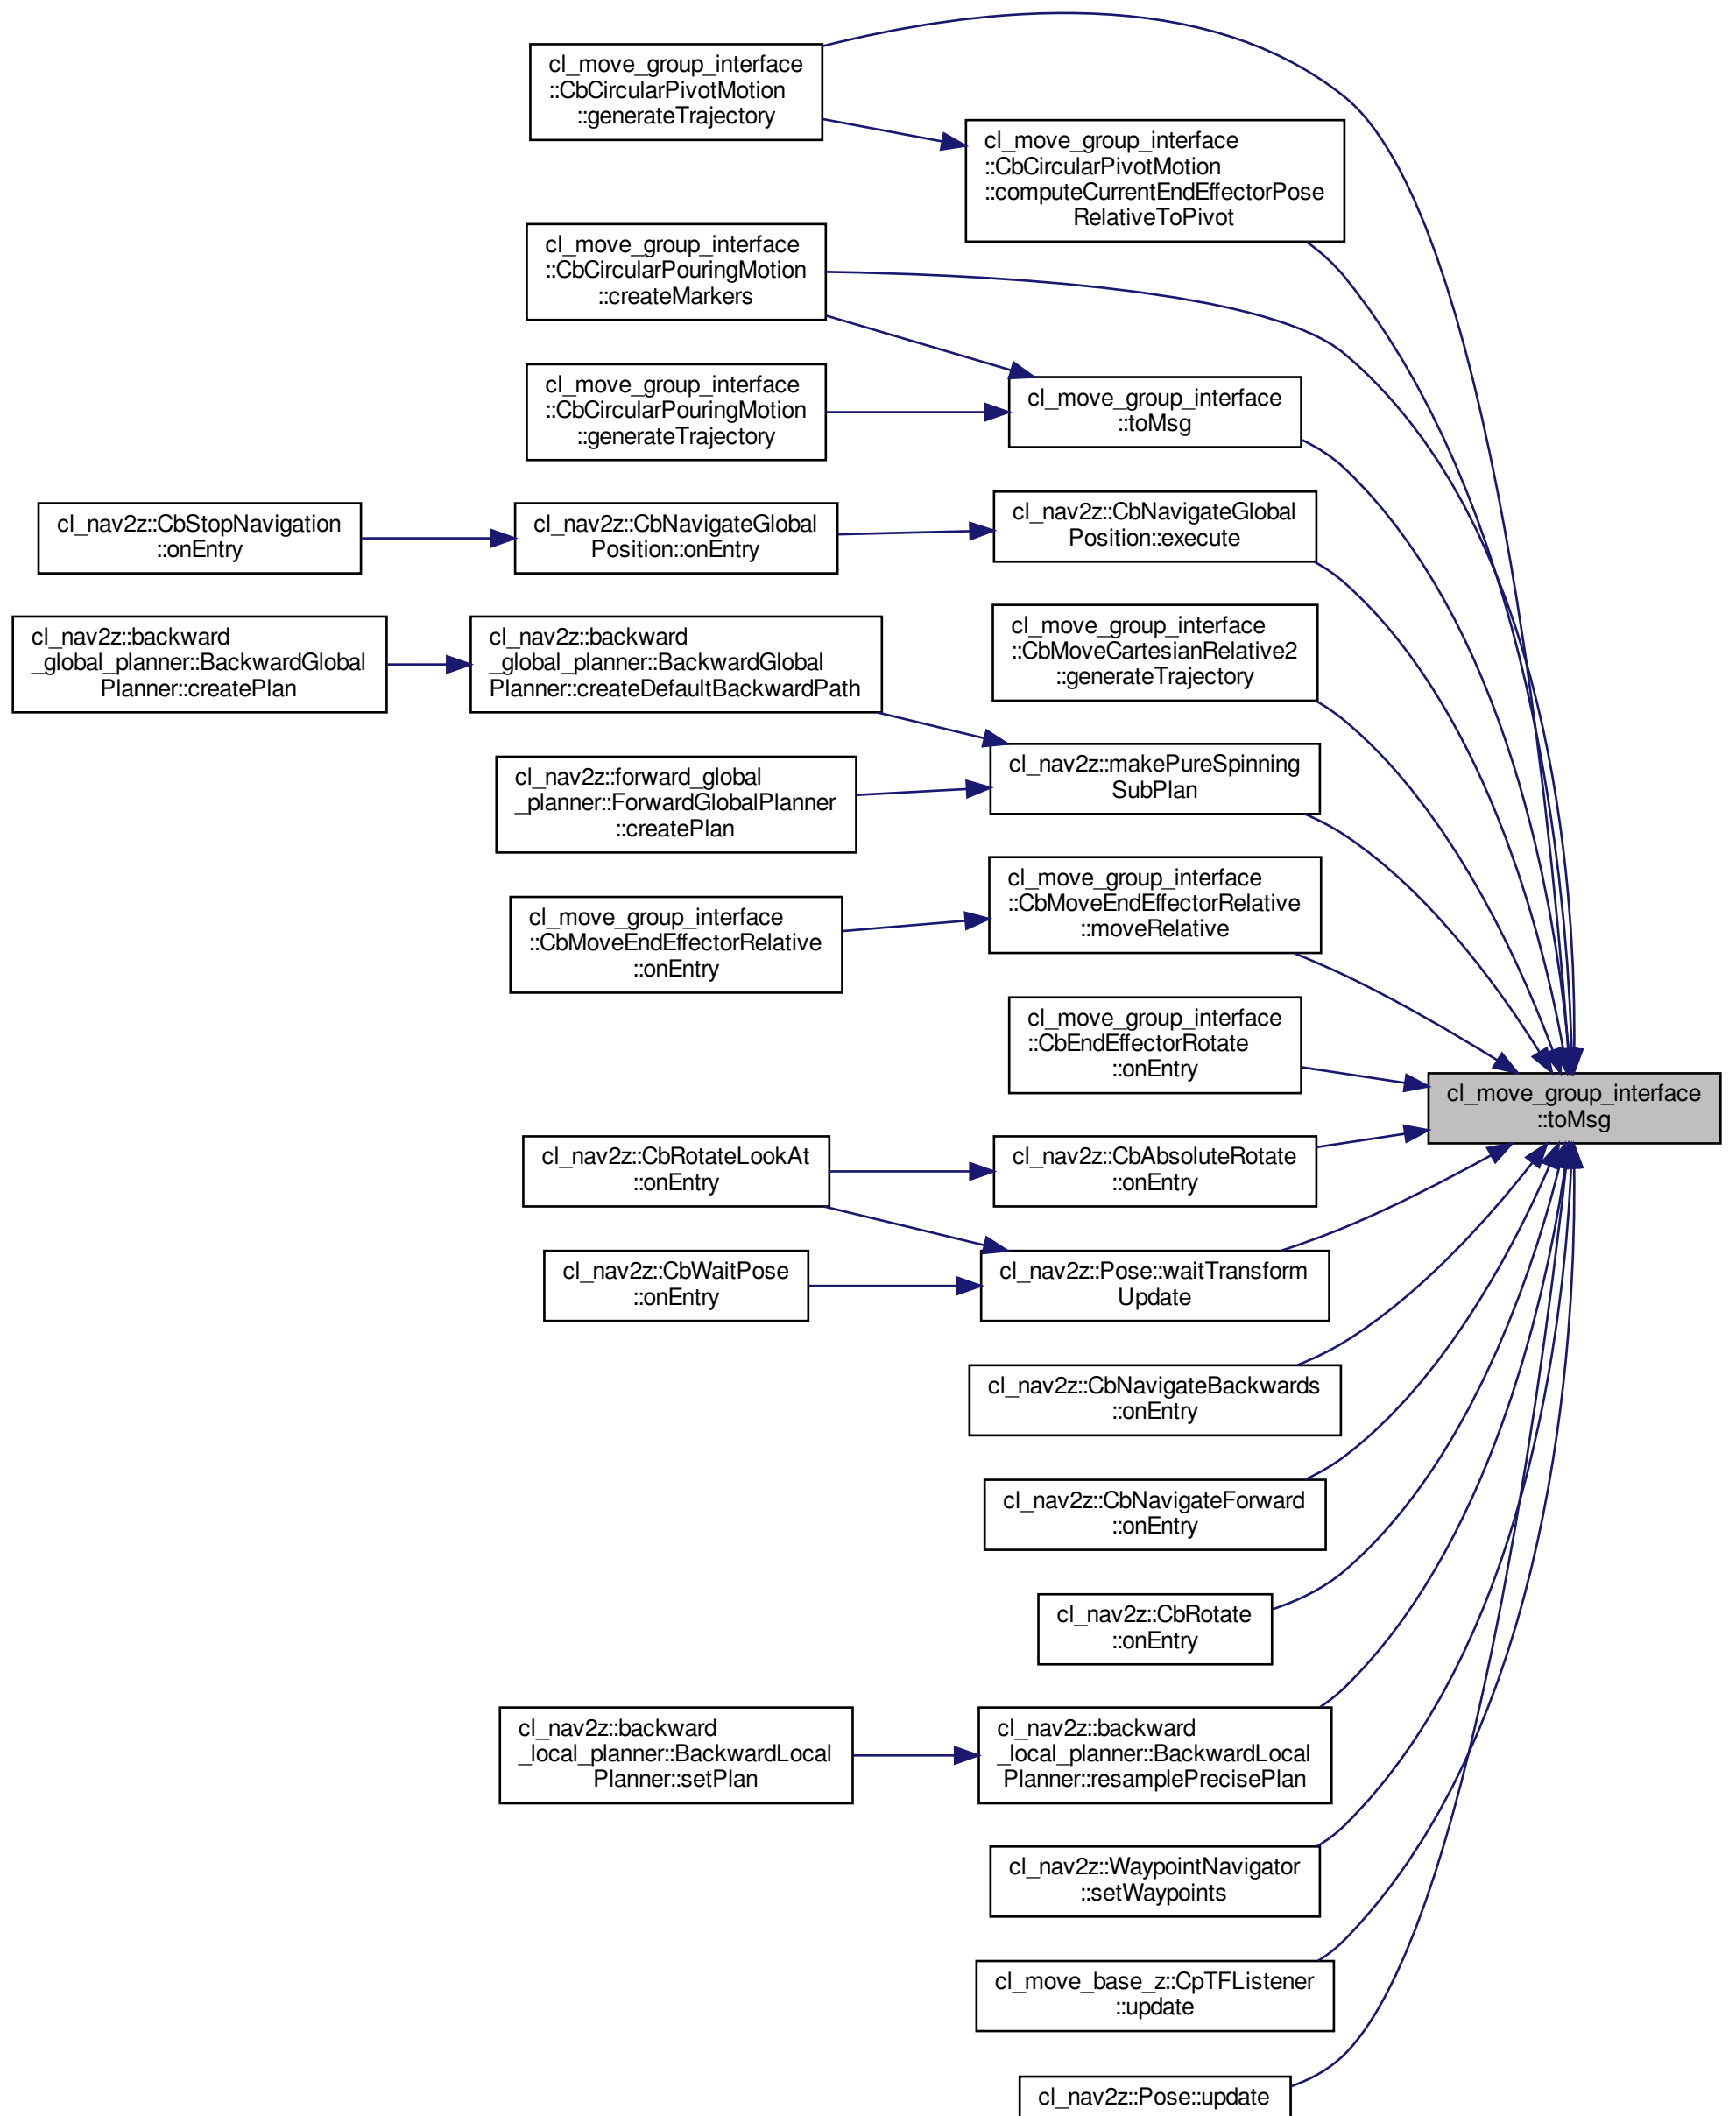 cl_move_group_interface
::CbCircularPivotMotion
::generateTrajectory
cl_move_group_interface
::CbCircularPivotMotion
::computeCurrentEndEffectorPose
RelativeToPivot
cl_move_group_interface
::CbCircularPouringMotion
::createMarkers
cl_move_group_interface
::CbCircularPouringMotion
::generateTrajectory
cl_move_group_interface
::toMsg
cl_nav2z::CbStopNavigation
::onEntry
cl_nav2z::CbNavigateGlobal
Position::onEntry
cl_nav2z::CbNavigateGlobal
Position::execute
cl_move_group_interface
::CbMoveCartesianRelative2
::generateTrajectory
cl_nav2z::backward
_global_planner::BackwardGlobal
Planner::createPlan
cl_nav2z::backward
_global_planner::BackwardGlobal
Planner::createDefaultBackwardPath
cl_nav2z::makePureSpinning
SubPlan
cl_nav2z::forward_global
_planner::ForwardGlobalPlanner
::createPlan
cl_move_group_interface
::CbMoveEndEffectorRelative
::moveRelative
cl_move_group_interface
::CbMoveEndEffectorRelative
::onEntry
cl_move_group_interface
::CbEndEffectorRotate
::onEntry
cl_move_group_interface
::toMsg
cl_nav2z::CbRotateLookAt
::onEntry
cl_nav2z::CbAbsoluteRotate
::onEntry
cl_nav2z::CbWaitPose
::onEntry
cl_nav2z::Pose::waitTransform
Update
cl_nav2z::CbNavigateBackwards
::onEntry
cl_nav2z::CbNavigateForward
::onEntry
cl_nav2z::CbRotate
::onEntry
cl_nav2z::backward
_local_planner::BackwardLocal
Planner::setPlan
cl_nav2z::backward
_local_planner::BackwardLocal
Planner::resamplePrecisePlan
cl_nav2z::WaypointNavigator
::setWaypoints
cl_move_base_z::CpTFListener
::update
cl_nav2z::Pose::update